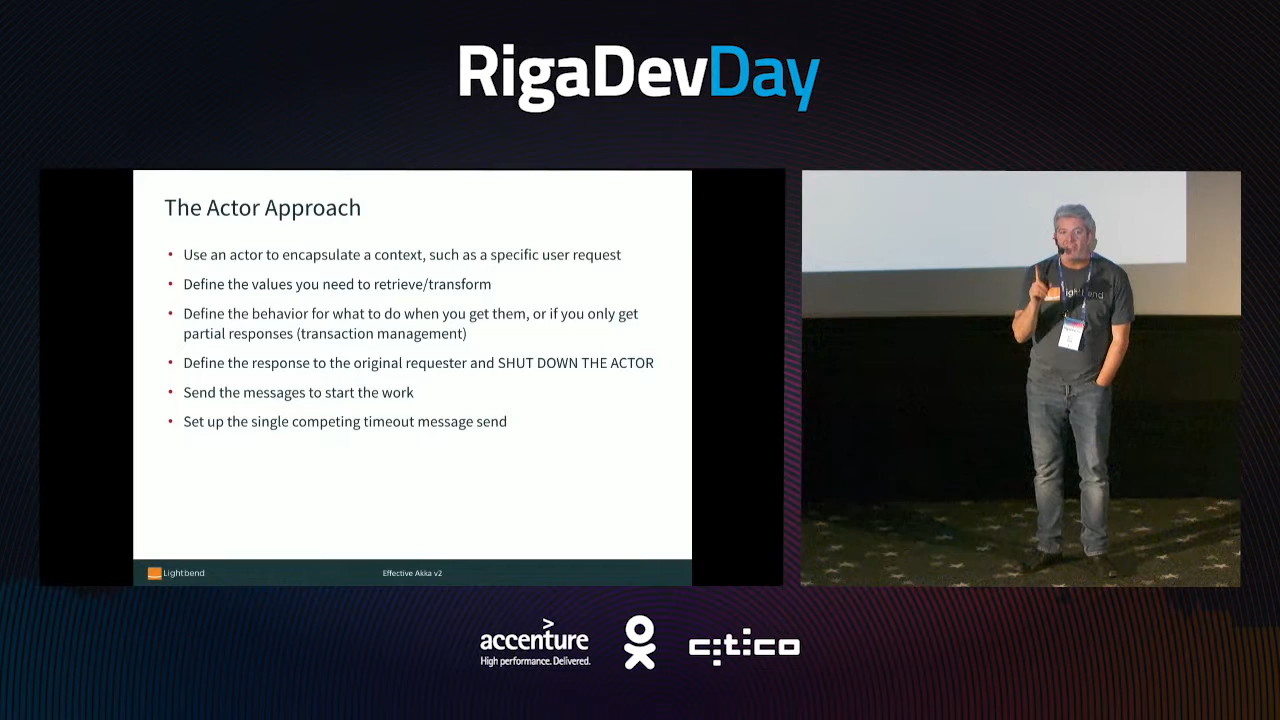 RigaDevDay
The Actor Approach
• Use an actor to encapsulate a context, such as a specific user request
• Define the values you need to retrieve/transform
• Define the behavior for what to do when you get them, or if you only get
partial responses (transaction management)
• Define the response to the original requester and SHUT DOWN THE ACTOR
• Send the messages to start the work
• Set up the single competing timeout message send
Lightbend
Effective Akka v2
lightbend
accenture
High performance. Delivered.
citico